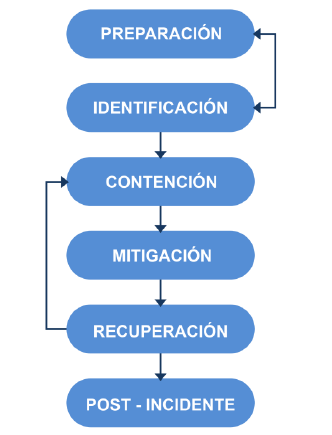 PREPARACIÓN
IDENTIFICACIÓN
CONTENCIÓN
MITIGACIÓN
RECUPERACIÓN
POST - INCIDENTE